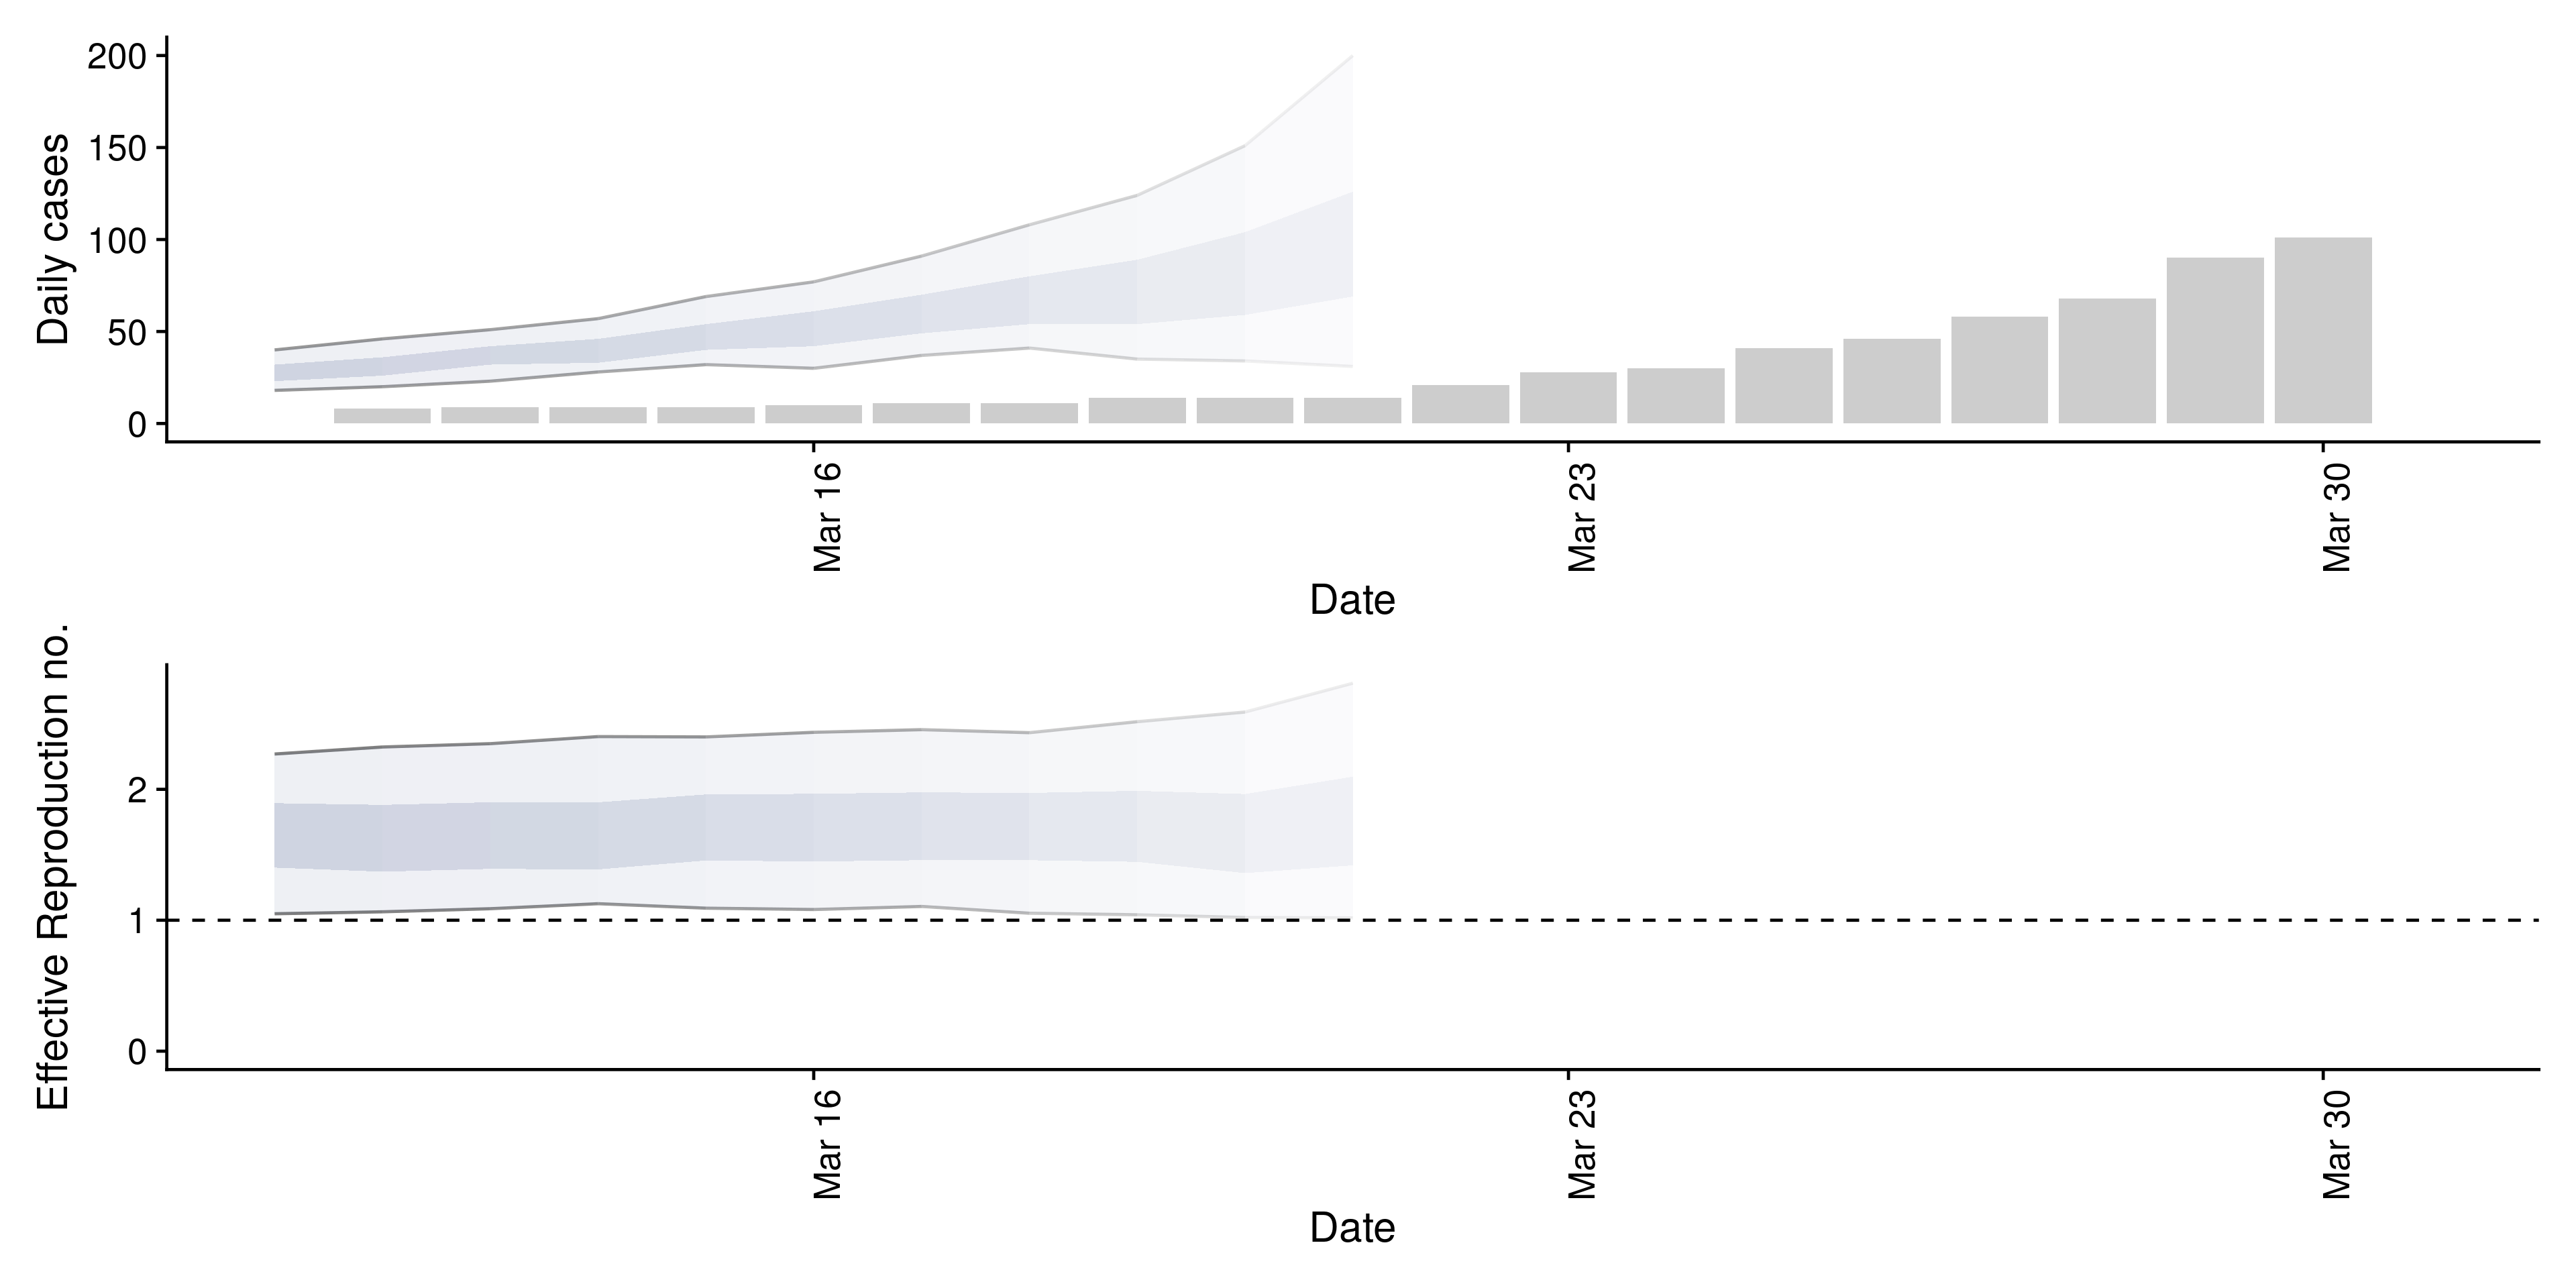 Daily cases
200
150
100
50
0
Mar 16
Mar 23
Mar 30
Date
Effective Reproduction no.
2
1
0
Mar 16
Mar 23
Mar 30
Date